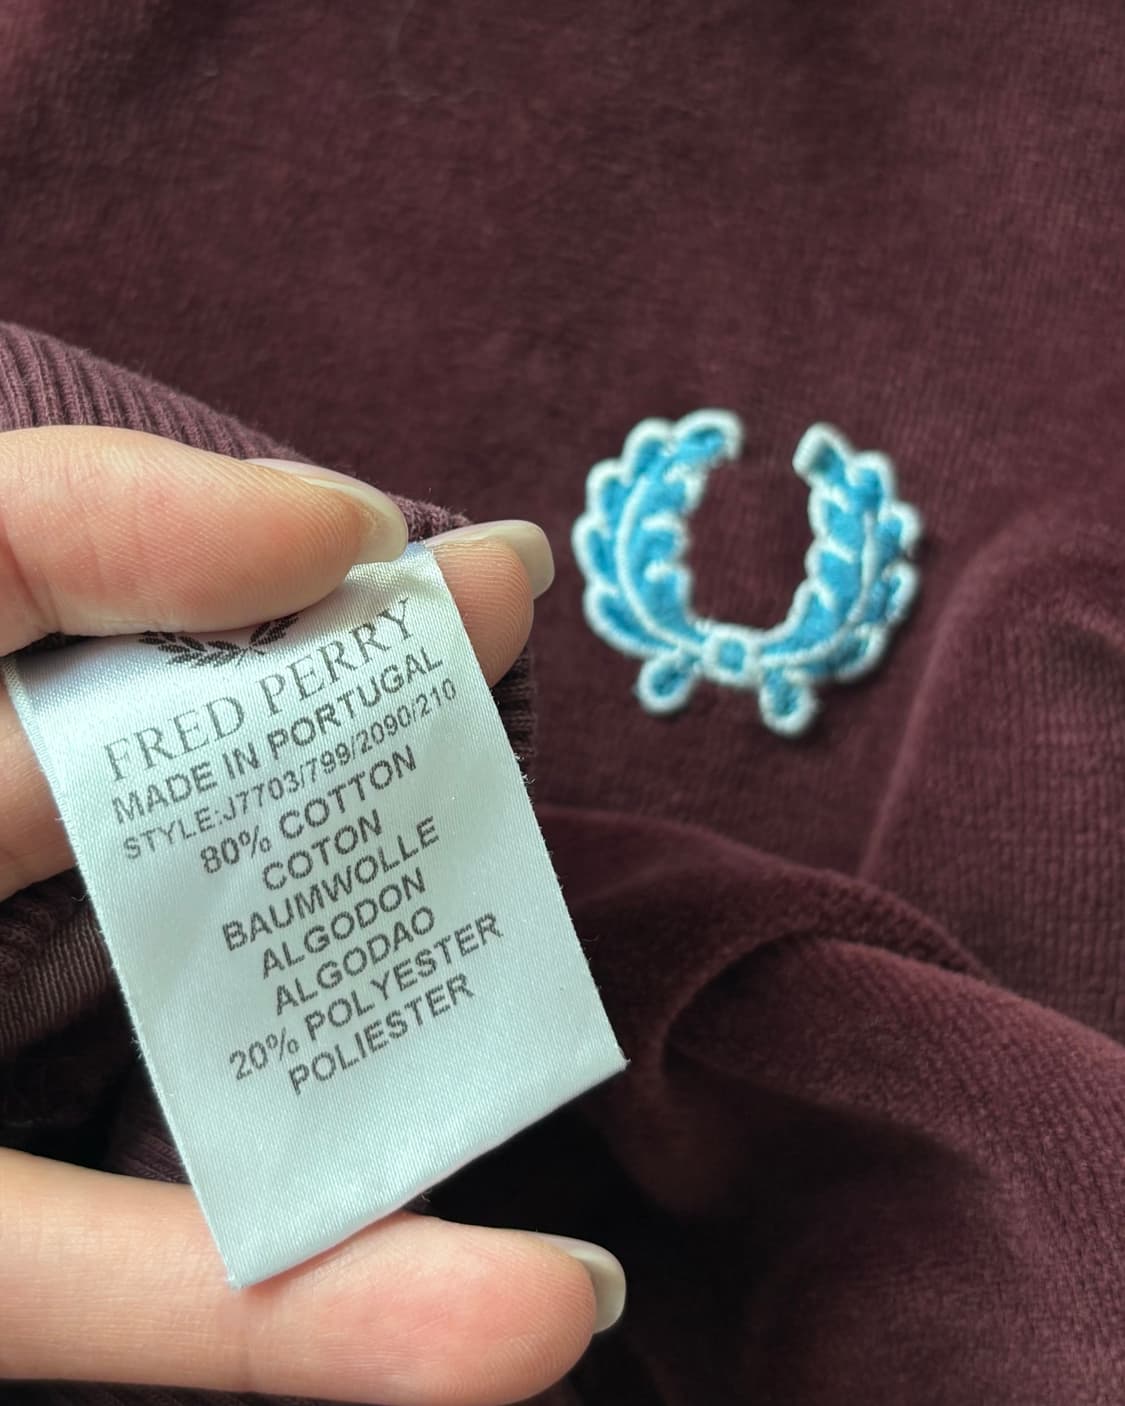 FRED PERRY
MADE IN PORTUGAL
STYLE:J7703/799/2090/210
80% COTTON
COTON
BAUMWOLLE
ALGODON
ALGODAO
20% POLYESTER
POLIESTER